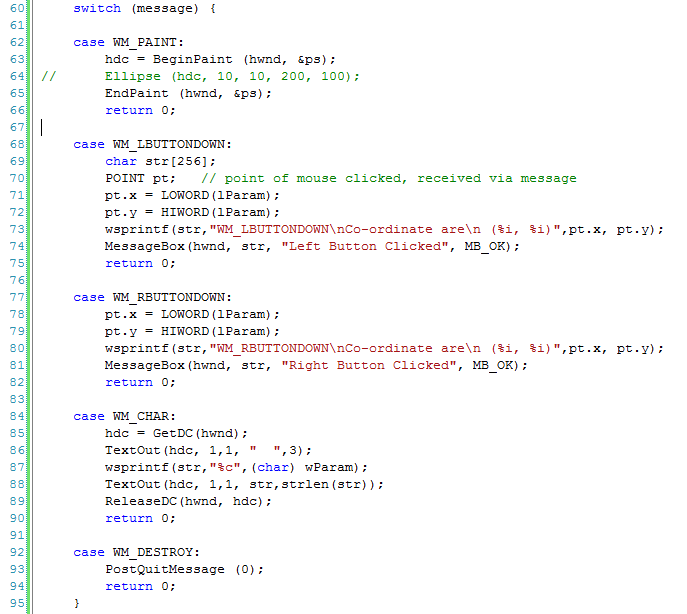 60 switch (message) {
61
62 case WM_PAINT:
63 hdc = BeginPaint (hwnd, &ps);
64 // Ellipse (hdc, 10, 10, 200, 100);
65 EndPaint (hwnd, &ps);
66 return 0;
67
68 case WM_LBUTTONDOWN:
69 char str[256];
70 POINT pt; // point of mouse clicked, received via message
71 pt.x = LOWORD(lParam);
72 pt.y = HIWORD(lParam);
73 wsprintf(str,"WM_LBUTTONDOWN\nCo-ordinate are\n (%i, %i)",pt.x, pt.y);
74 MessageBox(hwnd, str, "Left Button Clicked", MB_OK);
75 return 0;
76
77 case WM_RBUTTONDOWN:
78 pt.x = LOWORD(lParam);
79 pt.y = HIWORD(lParam);
80 wsprintf(str,"WM_RBUTTONDOWN\nCo-ordinate are\n (%i, %i)",pt.x, pt.y);
81 MessageBox(hwnd, str, "Right Button Clicked", MB_OK);
82 return 0;
83
84 case WM_CHAR:
85 hdc = GetDC(hwnd);
86 TextOut(hdc, 1,1, "  ",3);
87 wsprintf(str,"%c",(char) wParam);
88 TextOut(hdc, 1,1, str,strlen(str));
89 ReleaseDC(hwnd, hdc);
90 return 0;
91
92 case WM_DESTROY:
93 PostQuitMessage (0);
94 return 0;
95 }